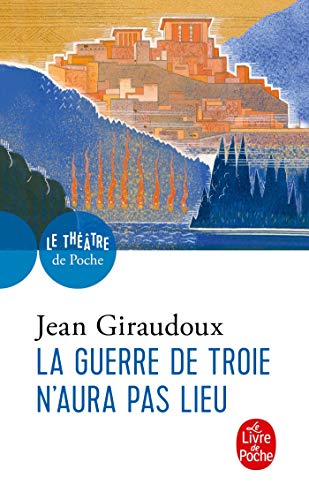 LE THÉÂTRE
de Poche
Jean Giraudoux
LA GUERRE DE TROIE
N'AURA PAS LIEU
Le
Livre
de
Poche